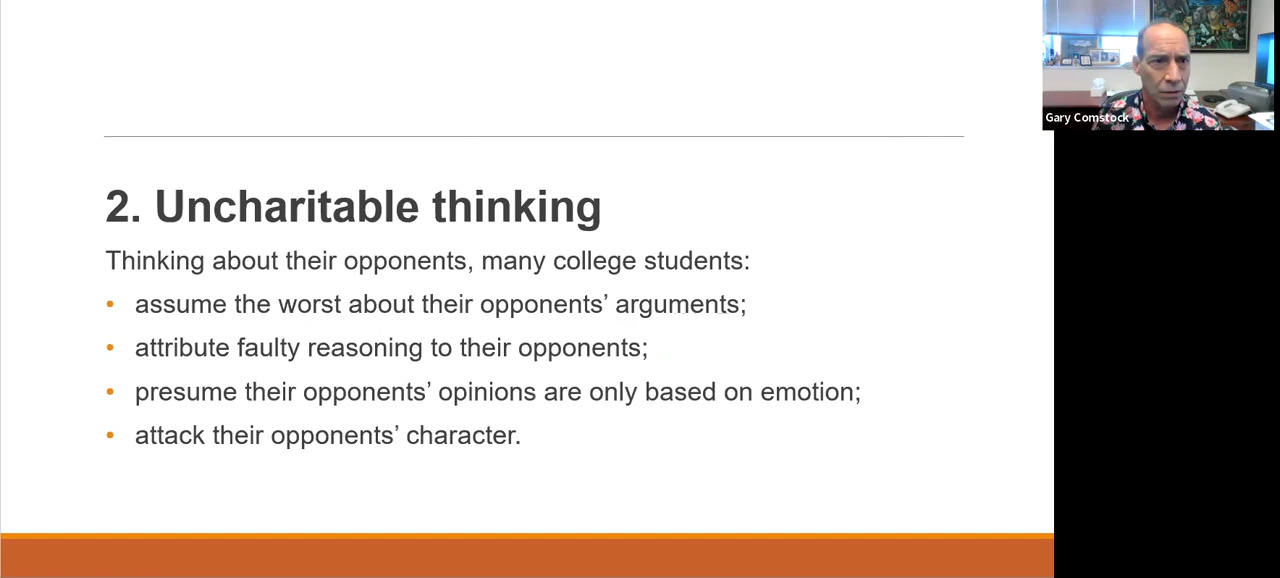 Gary Comstock
2. Uncharitable thinking
Thinking about their opponents, many college students:
• assume the worst about their opponents’ arguments;
• attribute faulty reasoning to their opponents;
• presume their opponents’ opinions are only based on emotion;
• attack their opponents’ character.